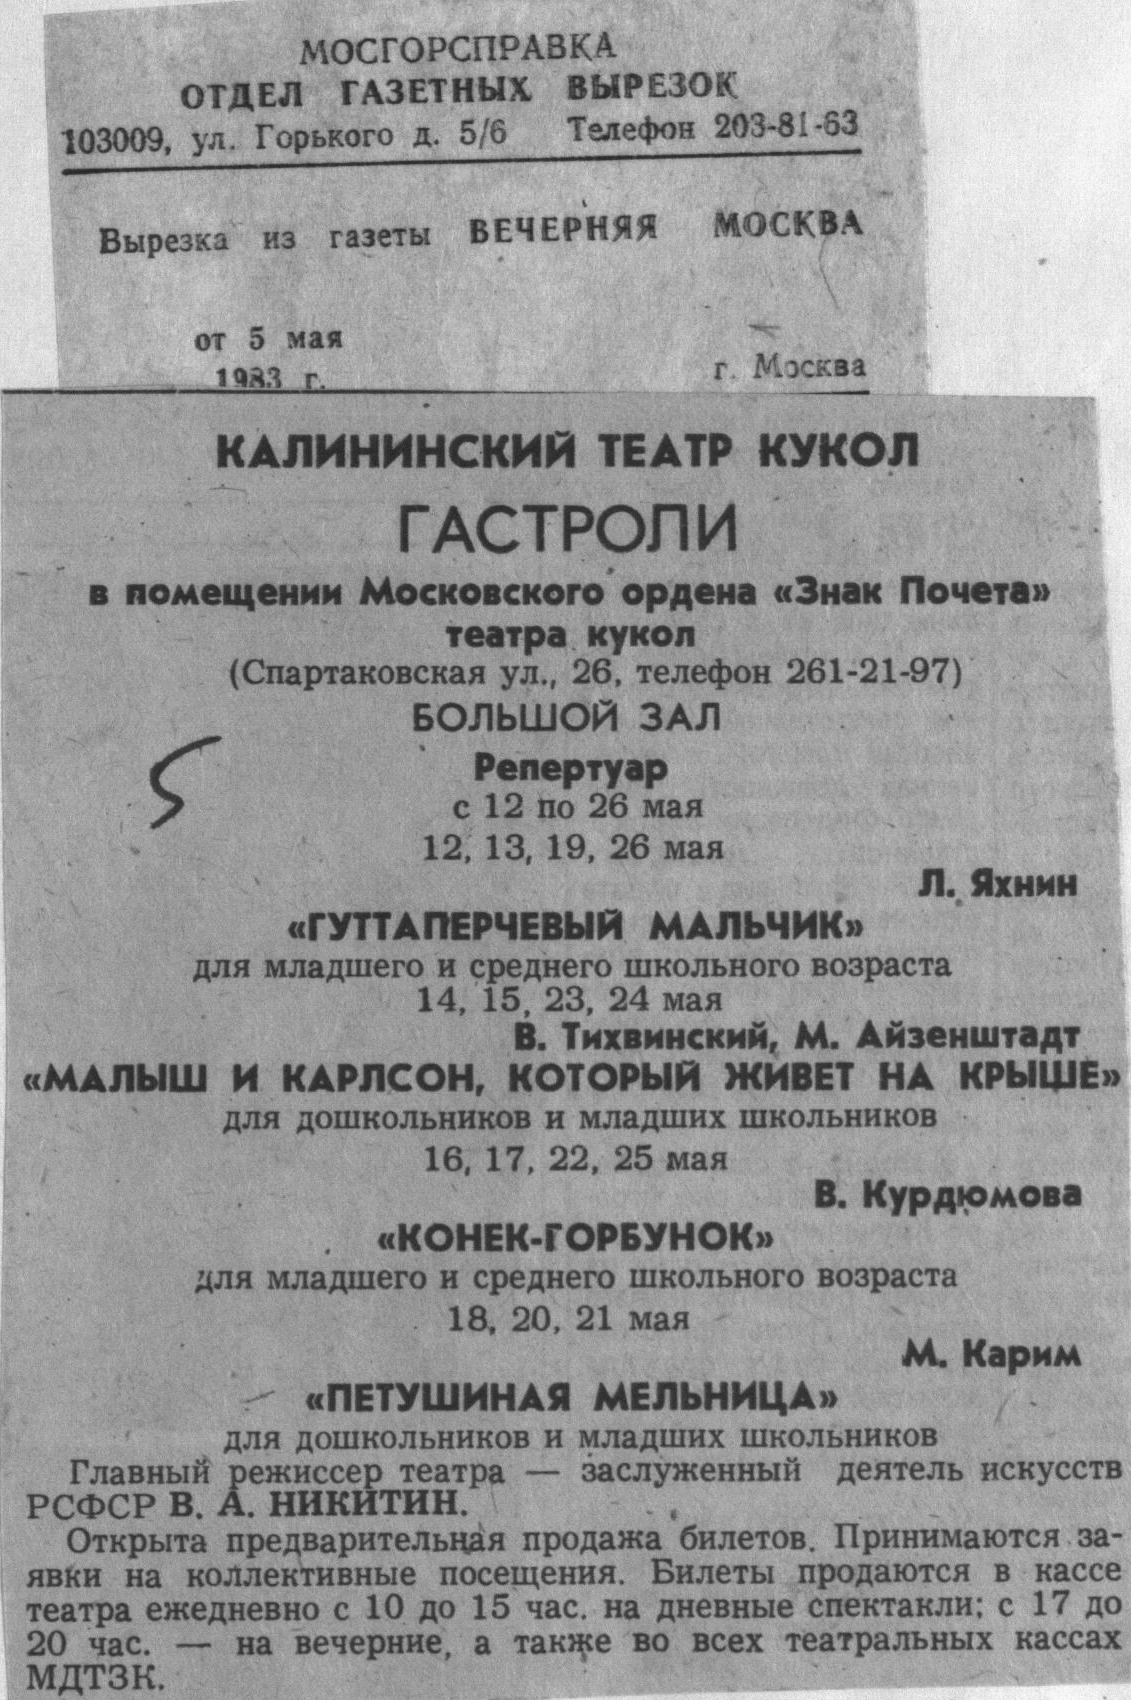 МОСГОРСПРАВКА
ОТДЕЛ ГАЗЕТНЫХ ВЫРЕЗОК
103009, ул. Горького д. 5/6 Телефон 203-81-63
Вырезка из газеты ВЕЧЕРНЯЯ МОСКВА
от 5 мая
1983 г.
г. Москва
КАЛИНИНСКИЙ ТЕАТР КУКОЛ
ГАСТРОЛИ
в помещении Московского ордена «Знак Почета»
театра кукол
(Спартаковская ул., 26, телефон 261-21-97)
БОЛЬШОЙ ЗАЛ
5
Репертуар
с 12 по 26 мая
12, 13, 19, 26 мая
Л. Яхнин
«ГУТТАПЕРЧЕВЫЙ МАЛЬЧИК»
для младшего и среднего школьного возраста
14, 15, 23, 24 мая
В. Тихвинский, М. Айзенштадт
«МАЛЫШ И КАРЛСОН, КОТОРЫЙ ЖИВЕТ НА КРЫШЕ»
для дошкольников и младших школьников
16, 17, 22, 25 мая
В. Курдюмова
«КОНЕК-ГОРБУНОК»
для младшего и среднего школьного возраста
18, 20, 21 мая
М. Карим
«ПЕТУШИНАЯ МЕЛЬНИЦА»
для дошкольников и младших школьников
Главный режиссер театра — заслуженный деятель искусств
РСФСР В. А. НИКИТИН.
Открыта предварительная продажа билетов. Принимаются за-
явки на коллективные посещения. Билеты продаются в кассе
театра ежедневно с 10 до 15 час. на дневные спектакли; с 17 до
20 час. — на вечерние, а также во всех театральных кассах
МДТЗК.